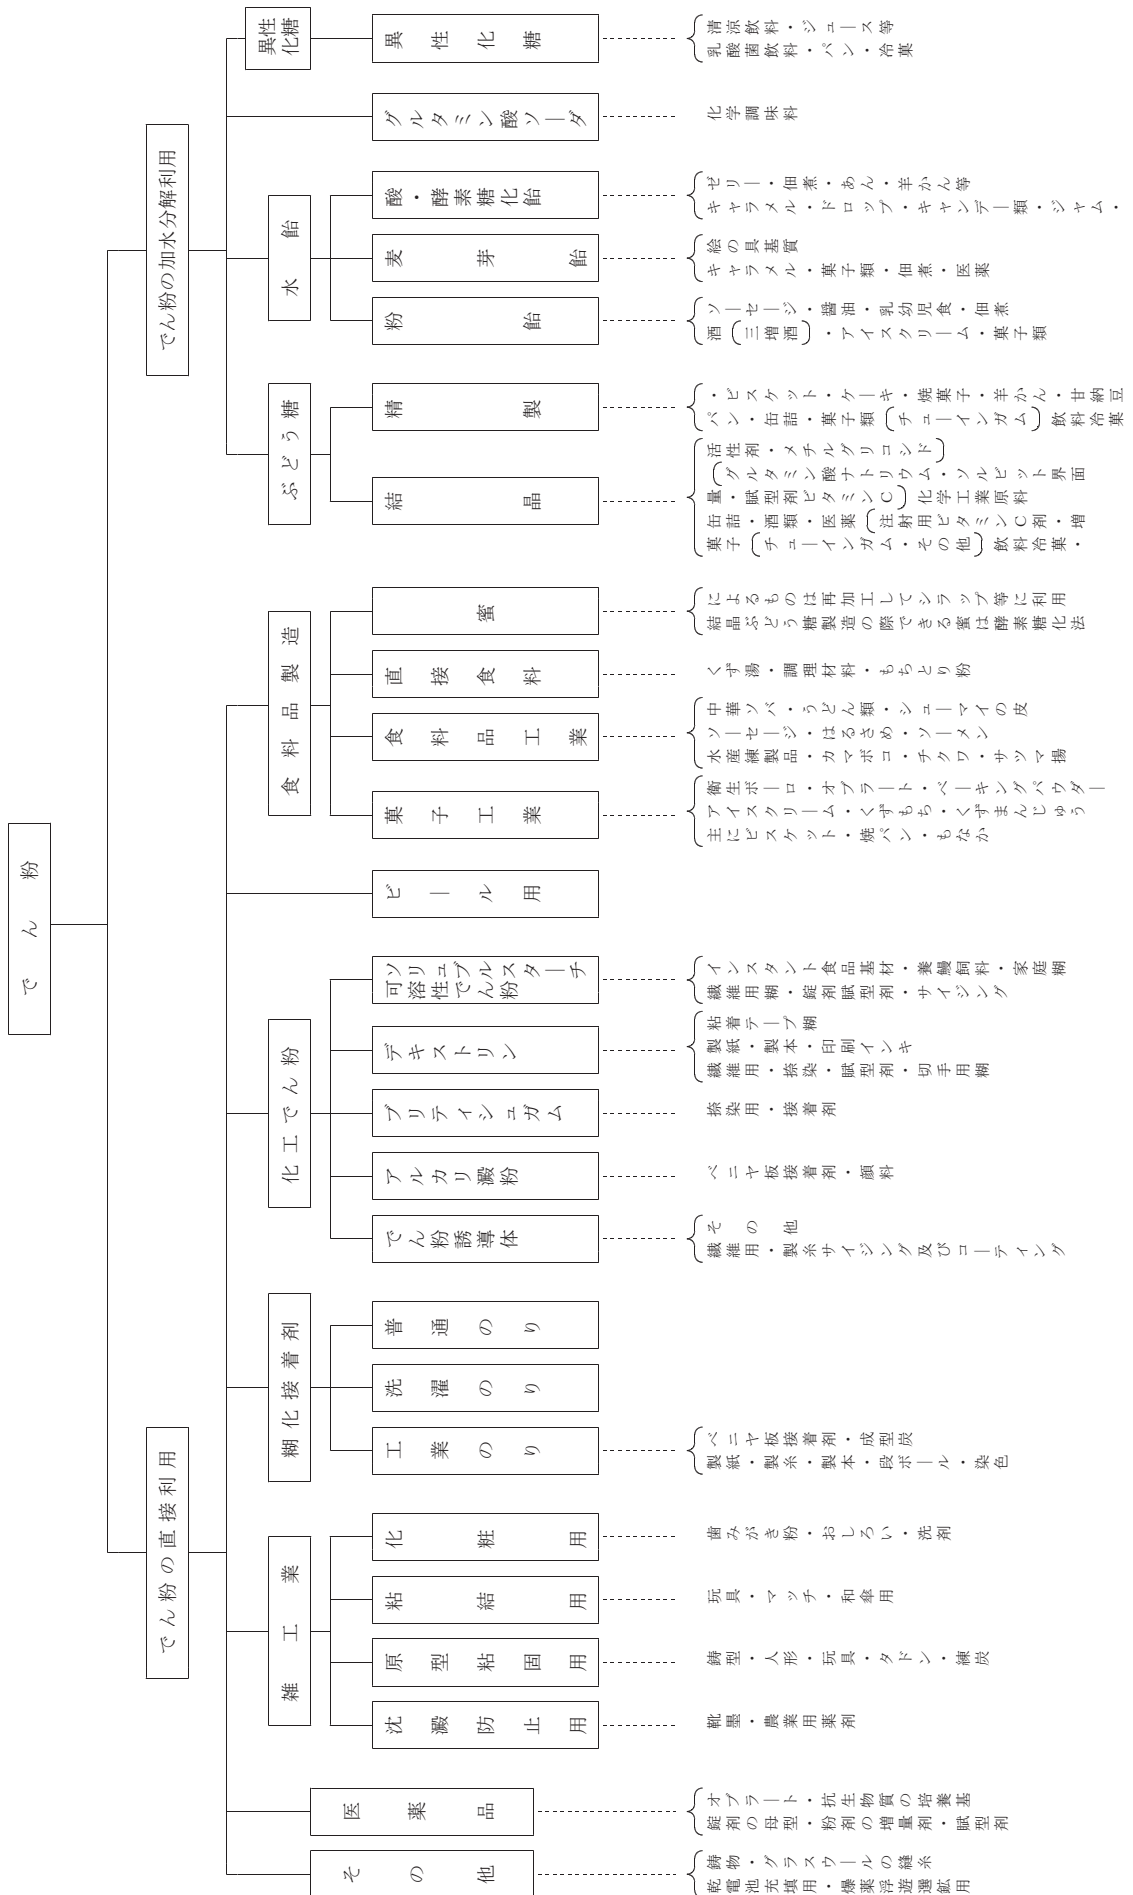 でん粉
でん粉の直接利用
その他
乾電池充填用・爆薬浮遊選鉱用
鋳物・グラスウールの縫糸
医薬品
錠剤の母型・粉剤の増量剤・賦型剤
オブラート・抗生物質の培養基
雑工業
沈澱防止用
靴墨・農業用薬剤
原型粘固用
鋳型・人形・玩具・タドン・練炭
粘結用
玩具・マッチ・和傘用
化粧用
歯みがき粉・おしろい・洗剤
糊化接着剤
工業のり
製紙・製糸・製本・段ボール・染色
ベニヤ板接着剤・成型炭
洗濯のり
普通のり
化工でん粉
でん粉誘導体
繊維用・製糸サイジング及びコーティング
その他
アルカリ澱粉
ベニヤ板接着剤・顔料
ブリティシュガム
捺染用・接着剤
デキストリン
繊維用・捺染・賦型剤・切手用糊
製紙・製本・印刷インキ
粘着テープ糊
可溶性でん粉
ソリュブルスターチ
繊維用糊・錠剤賦型剤・サイジング
インスタント食品基材・養鰻飼料・家庭糊
ビール用
食料品製造
菓子工業
主にビスケット・焼パン・もなか
アイスクリーム・くずもち・くずまんじゅう
衛生ボーロ・オブラート・ベーキングパウダー
食料品工業
水産練製品・カマボコ・チクワ・サツマ揚
ソーセージ・はるさめ・ソーメン
中華ソバ・うどん類・シューマイの皮
直接食料
くず湯・調理材料・もちとり粉
蜜
結晶ぶどう糖製造の際できる蜜は酵素糖化法
によるものは再加工してシラップ等に利用
でん粉の加水分解利用
ぶどう糖
結晶
菓子（チューインガム・その他）飲料冷菓・
缶詰・酒類・医薬（注射用ビタミンC剤・増
量・賦型剤ビタミンC）化学工業原料
（グルタミン酸ナトリウム・ソルビット界面
活性剤・メチルグリコシド）
精製
パン・缶詰・菓子類（チューインガム）飲料冷菓
・ビスケット・ケーキ・焼菓子・羊かん・甘納豆
水飴
粉飴
酒（三増酒）・アイスクリーム・菓子類
ソーセージ・醤油・乳幼児食・佃煮
麦芽飴
キャラメル・菓子類・佃煮・医薬
絵の具基質
酸・酵素糖化飴
キャラメル・ドロップ・キャンデー類・ジャム・
ゼリー・佃煮・あん・羊かん等
グルタミン酸ソーダ
化学調味料
異性化糖
異性化糖
乳酸菌飲料・パン・冷菓
清涼飲料・ジュース等